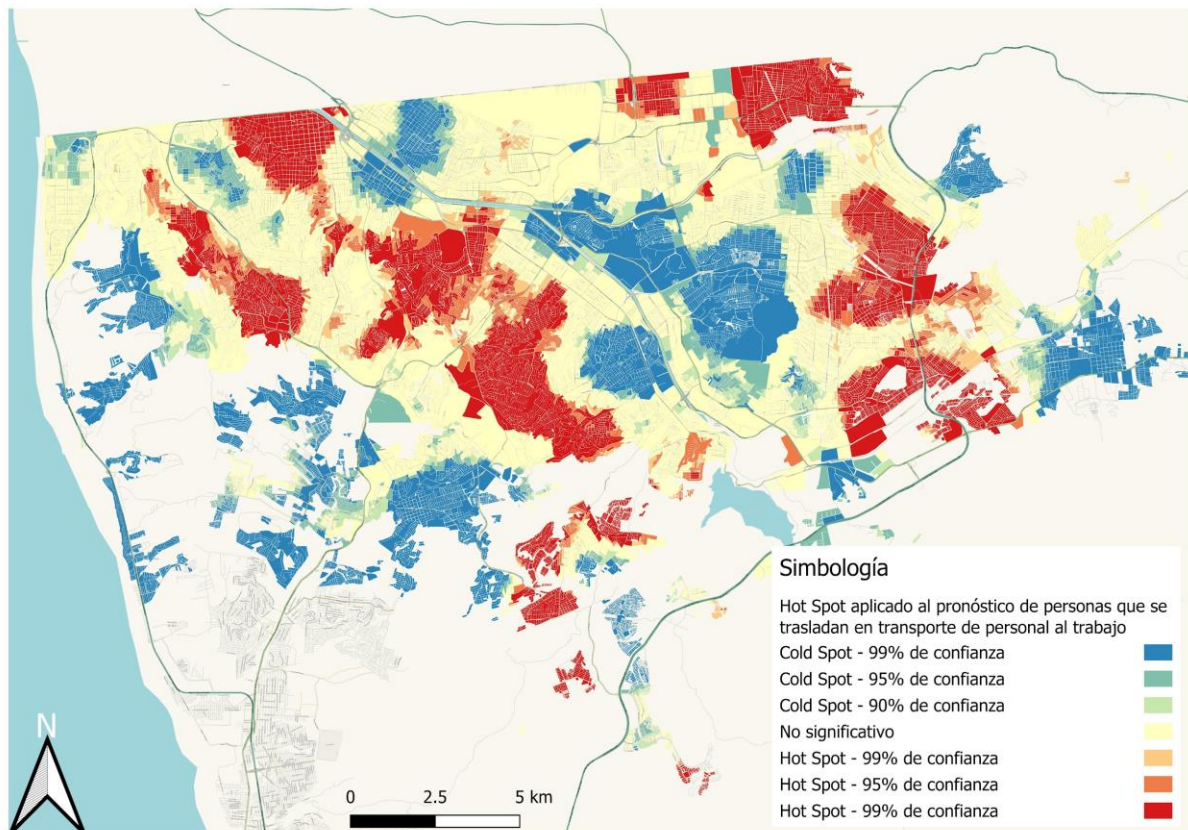 Simbología
Hot Spot aplicado al pronóstico de personas que se
trasladan en transporte de personal al trabajo
Cold Spot - 99% de confianza
Cold Spot - 95% de confianza
Cold Spot - 90% de confianza
No significativo
Hot Spot - 99% de confianza
Hot Spot - 95% de confianza
Hot Spot - 99% de confianza
N
0 2.5 5 km